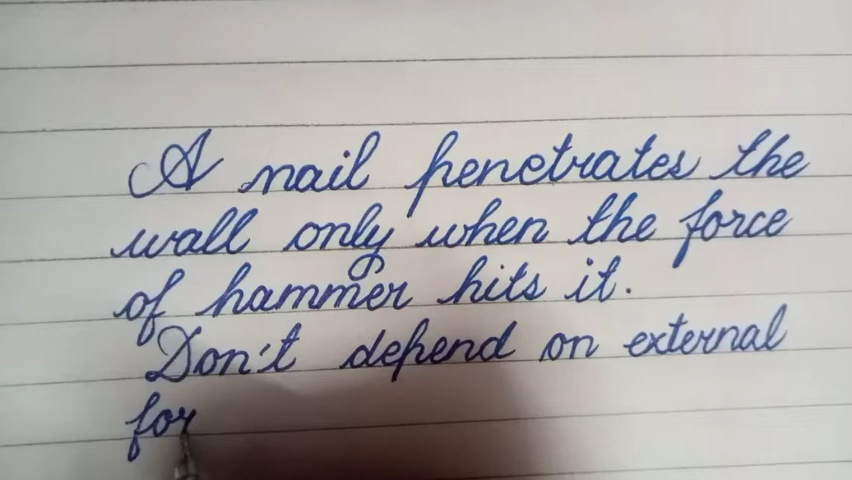 A nail penetrates the
wall only when the force
of hammer hits it.
Don't depend on external
for